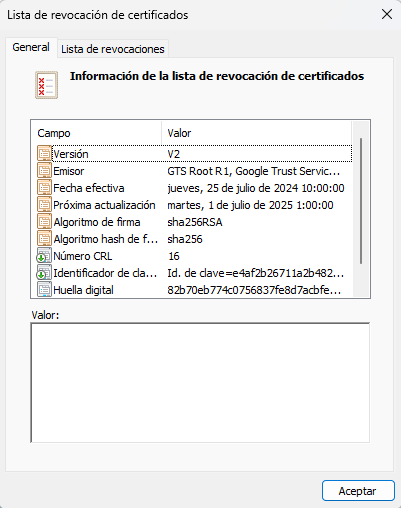 Lista de revocación de certificados
General
Lista de revocaciones
Información de la lista de revocación de certificados
Campo Valor
Versión V2
Emisor GTS Root R1, Google Trust Servic...
Fecha efectiva jueves, 25 de julio de 2024 10:00:00
Próxima actualización martes, 1 de julio de 2025 1:00:00
Algoritmo de firma sha256RSA
Algoritmo hash de f... sha256
Número CRL 16
Identificador de cla... Id. de clave=e4af2b26711a2b482...
Huella digital 82b70eb774c0756837fe8d7acbfe...
Valor:
Aceptar